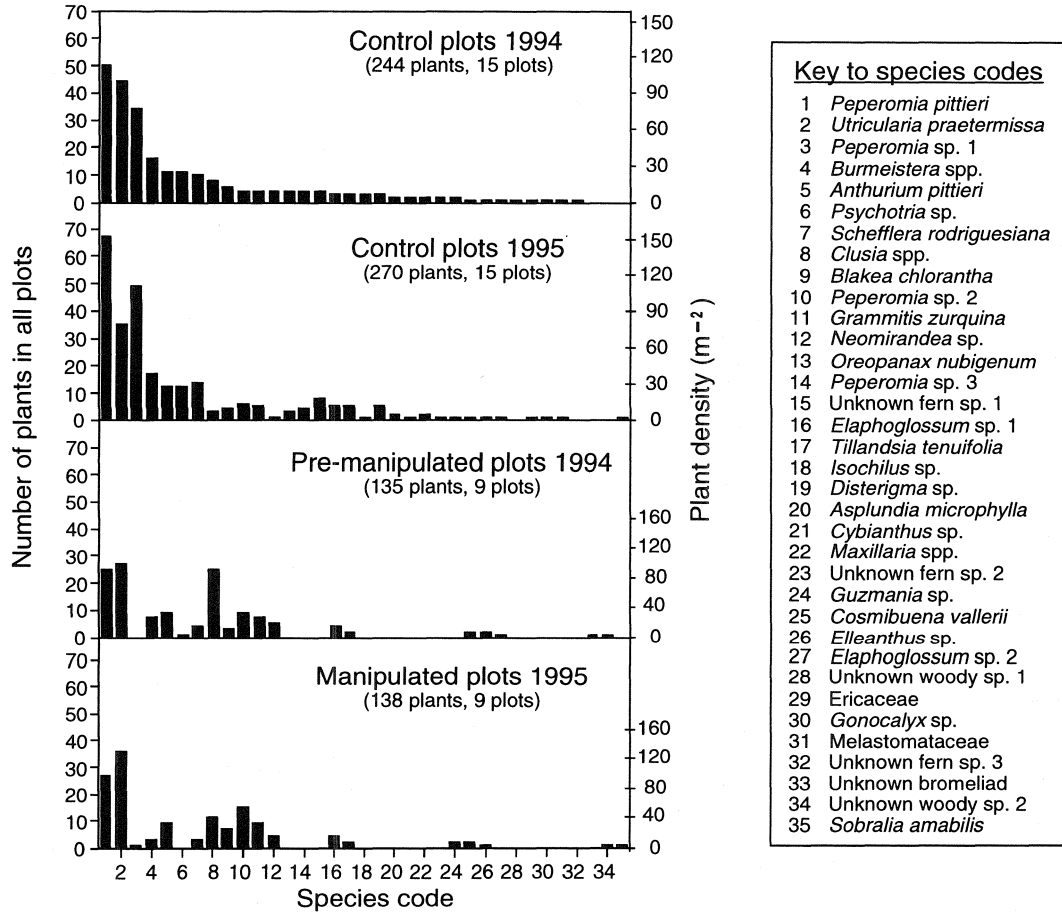 Number of plants in all plots
Control plots 1994
(244 plants, 15 plots)
70
60
50
40
30
20
10
0
150
120
90
60
30
0
Control plots 1995
(270 plants, 15 plots)
70
60
50
40
30
20
10
0
150
120
90
60
30
0
Pre-manipulated plots 1994
(135 plants, 9 plots)
70
60
50
40
30
20
10
0
160
120
80
40
0
Manipulated plots 1995
(138 plants, 9 plots)
70
60
50
40
30
20
10
0
160
120
80
40
0
Plant density (m⁻²)
2 4 6 8 10 12 14 16 18 20 22 24 26 28 30 32 34
Species code
Key to species codes
1 Peperomia pittieri
2 Utricularia praetermissa
3 Peperomia sp. 1
4 Burmeistera spp.
5 Anthurium pittieri
6 Psychotria sp.
7 Schefflera rodriguesiana
8 Clusia spp.
9 Blakea chlorantha
10 Peperomia sp. 2
11 Grammitis zurquina
12 Neomirandea sp.
13 Oreopanax nubigenum
14 Peperomia sp. 3
15 Unknown fern sp. 1
16 Elaphoglossum sp. 1
17 Tillandsia tenuifolia
18 Isochilus sp.
19 Disterigma sp.
20 Asplundia microphylla
21 Cybianthus sp.
22 Maxillaria spp.
23 Unknown fern sp. 2
24 Guzmania sp.
25 Cosmibuena vallerii
26 Elleanthus sp.
27 Elaphoglossum sp. 2
28 Unknown woody sp. 1
29 Ericaceae
30 Gonocalyx sp.
31 Melastomataceae
32 Unknown fern sp. 3
33 Unknown bromeliad
34 Unknown woody sp. 2
35 Sobralia amabilis